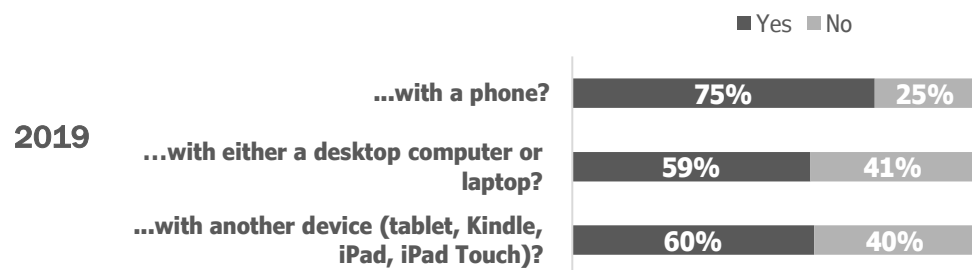 Yes No
...with a phone?
75% 25%
2019
...with either a desktop computer or
laptop?
59% 41%
...with another device (tablet, Kindle,
iPad, iPad Touch)?
60% 40%